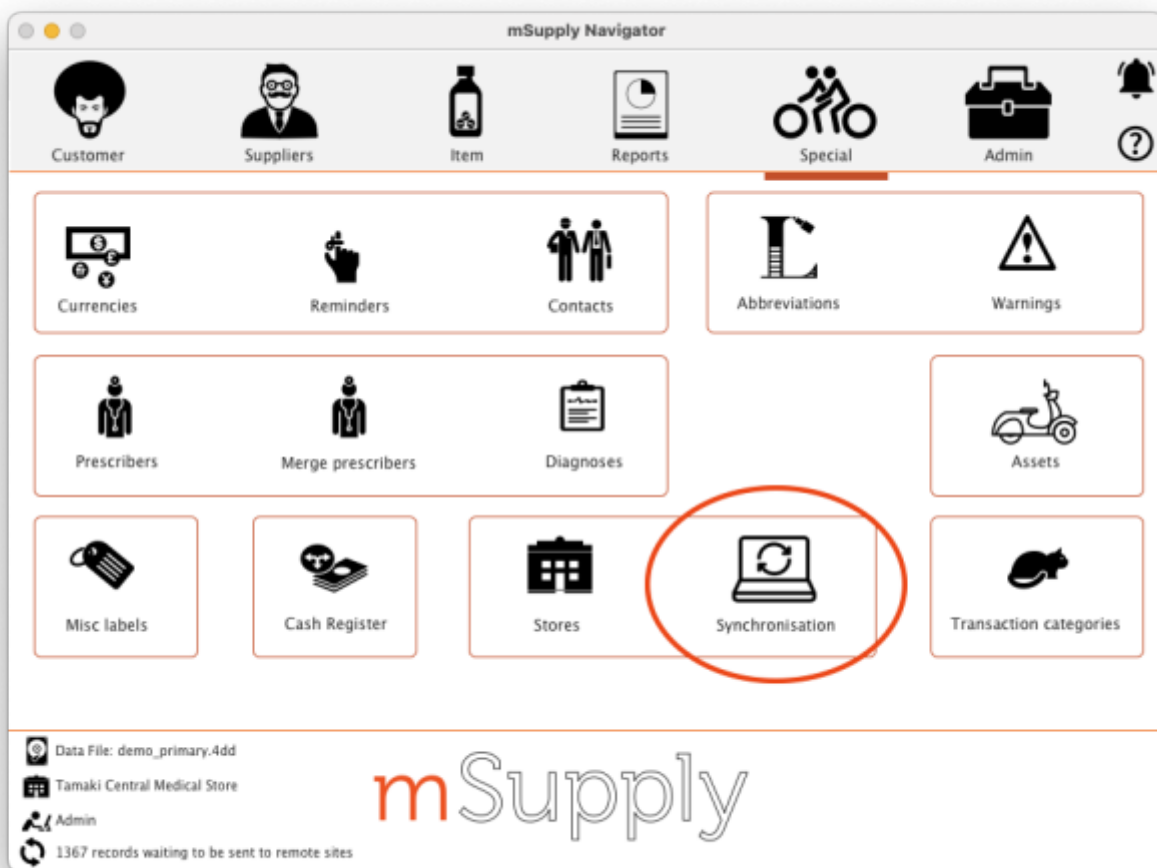 mSupply Navigator
Customer Suppliers Item Reports Special Admin
Currencies Reminders Contacts Abbreviations Warnings
Prescribers Merge prescribers Diagnoses Assets
Misc labels Cash Register Stores Synchronisation Transaction categories
Data File: demo_primary.4dd
Tamaki Central Medical Store
Admin
1367 records waiting to be sent to remote sites
mSupply